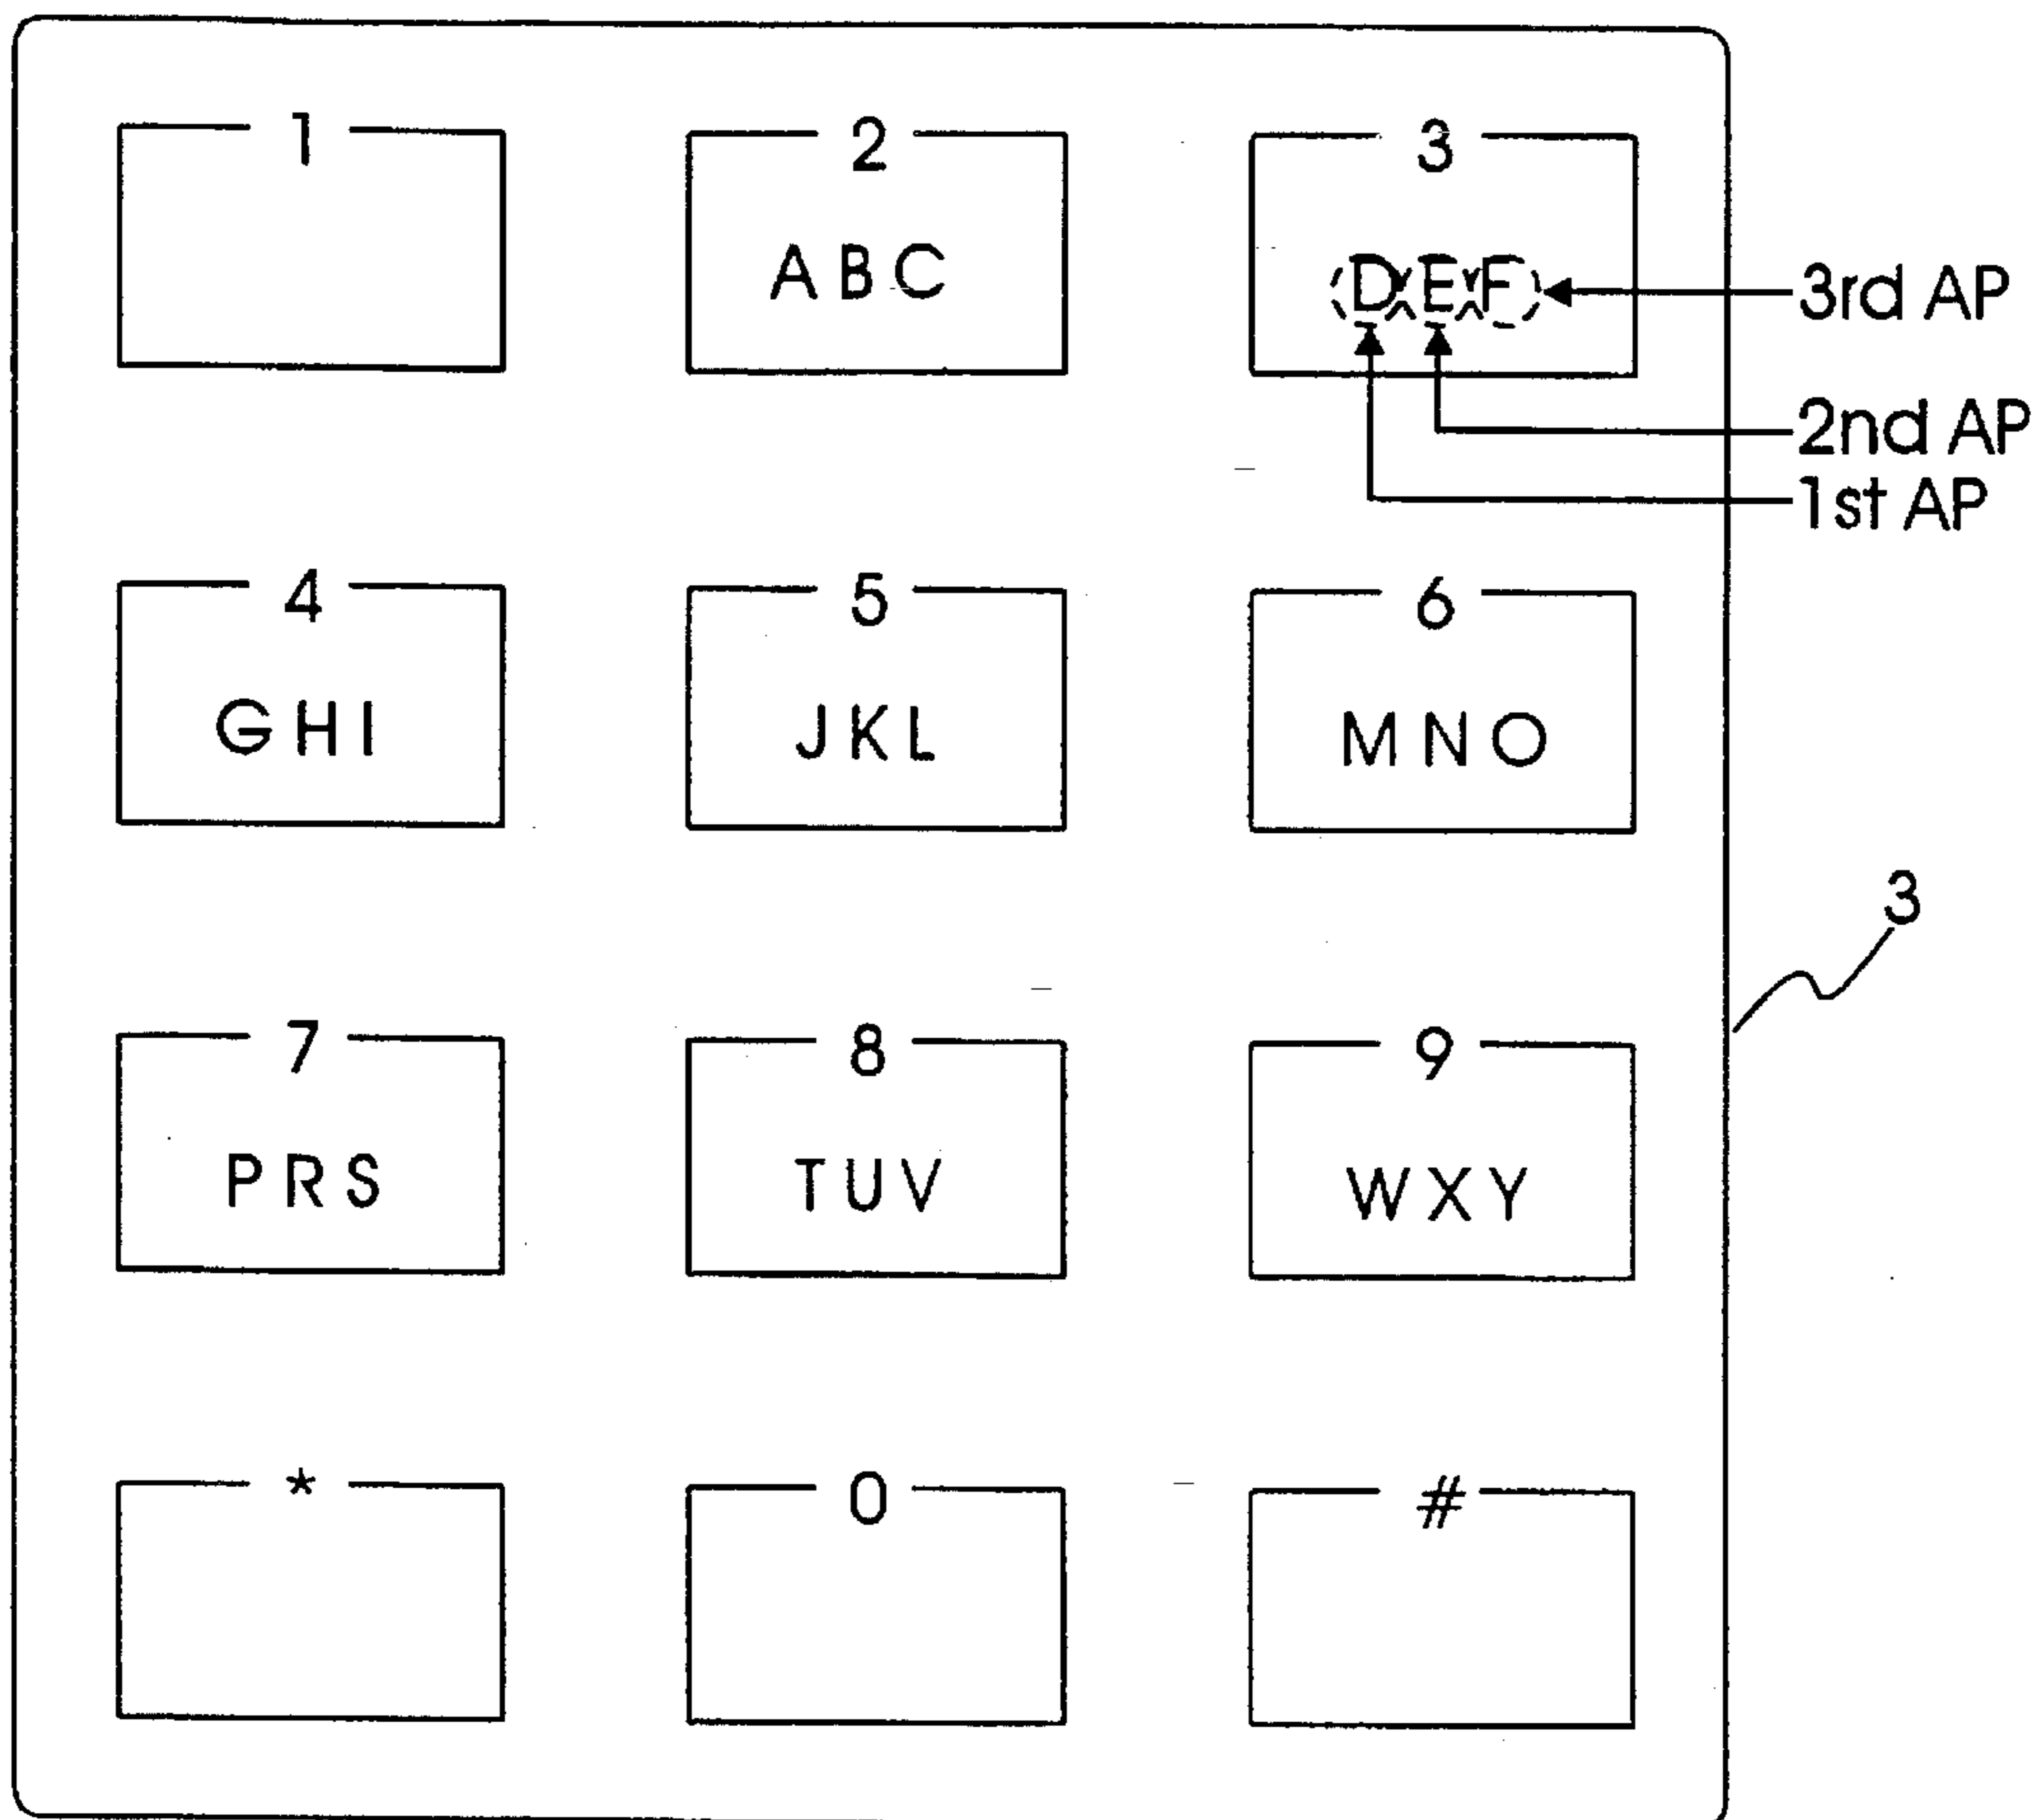 1 2 3
ABC DEF 3rd AP
2nd AP
1st AP
4 5 6
GHI JKL MNO
3
7 8 9
PRS TUV WXY
* 0 #